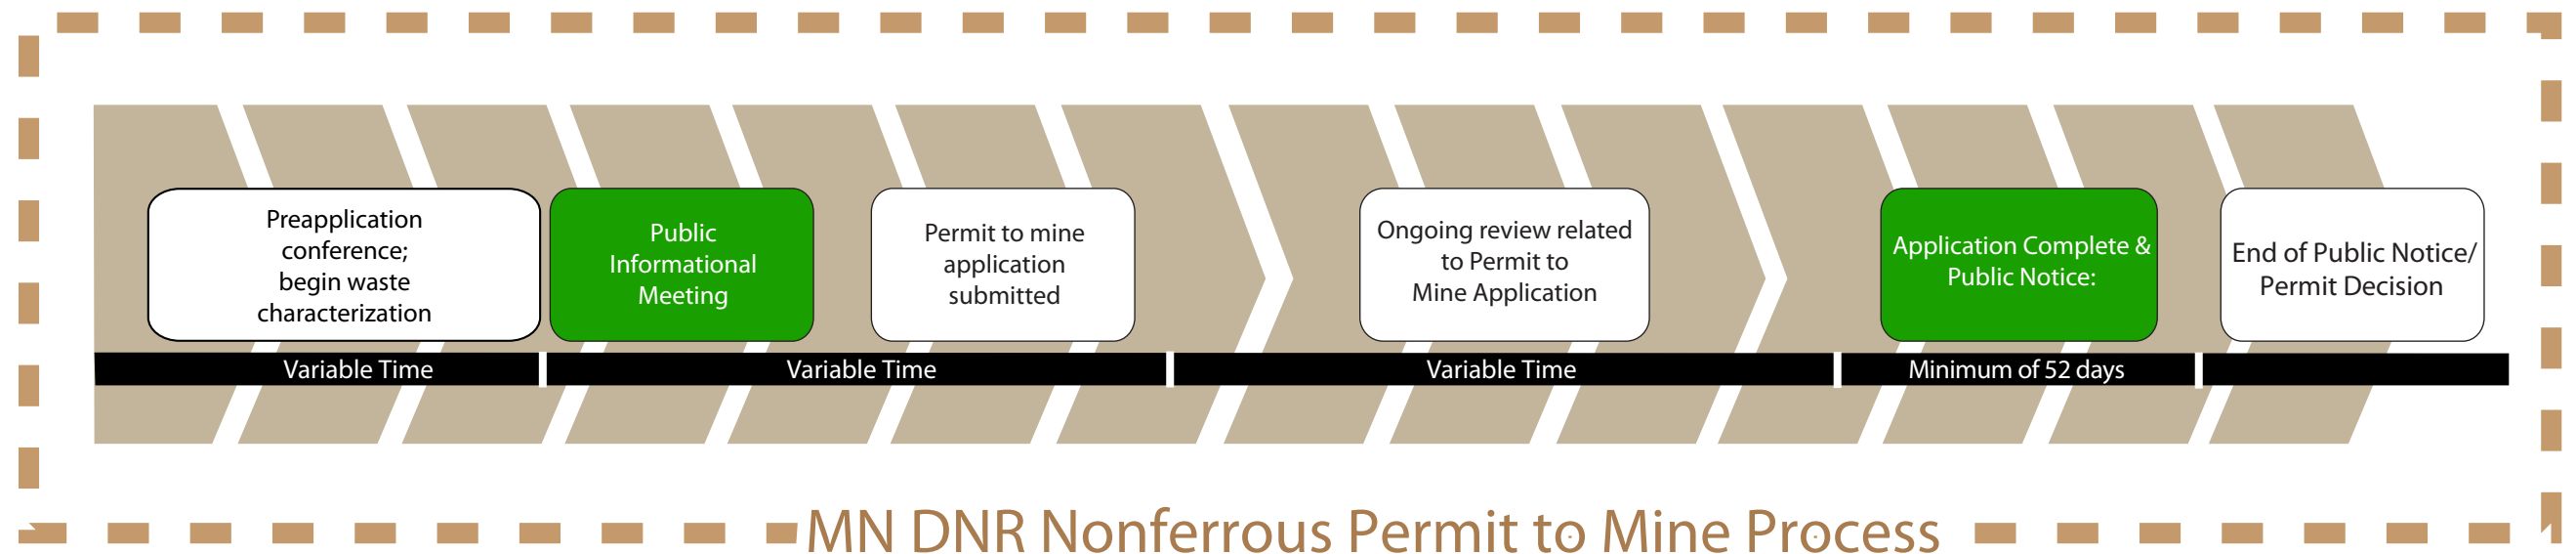 Preapplication
conference;
begin waste
characterization
Public
Informational
Meeting
Permit to mine
application
submitted
Ongoing review related
to Permit to
Mine Application
Application Complete &
Public Notice:
End of Public Notice/
Permit Decision
Variable Time
Variable Time
Variable Time
Minimum of 52 days
MN DNR Nonferrous Permit to Mine Process